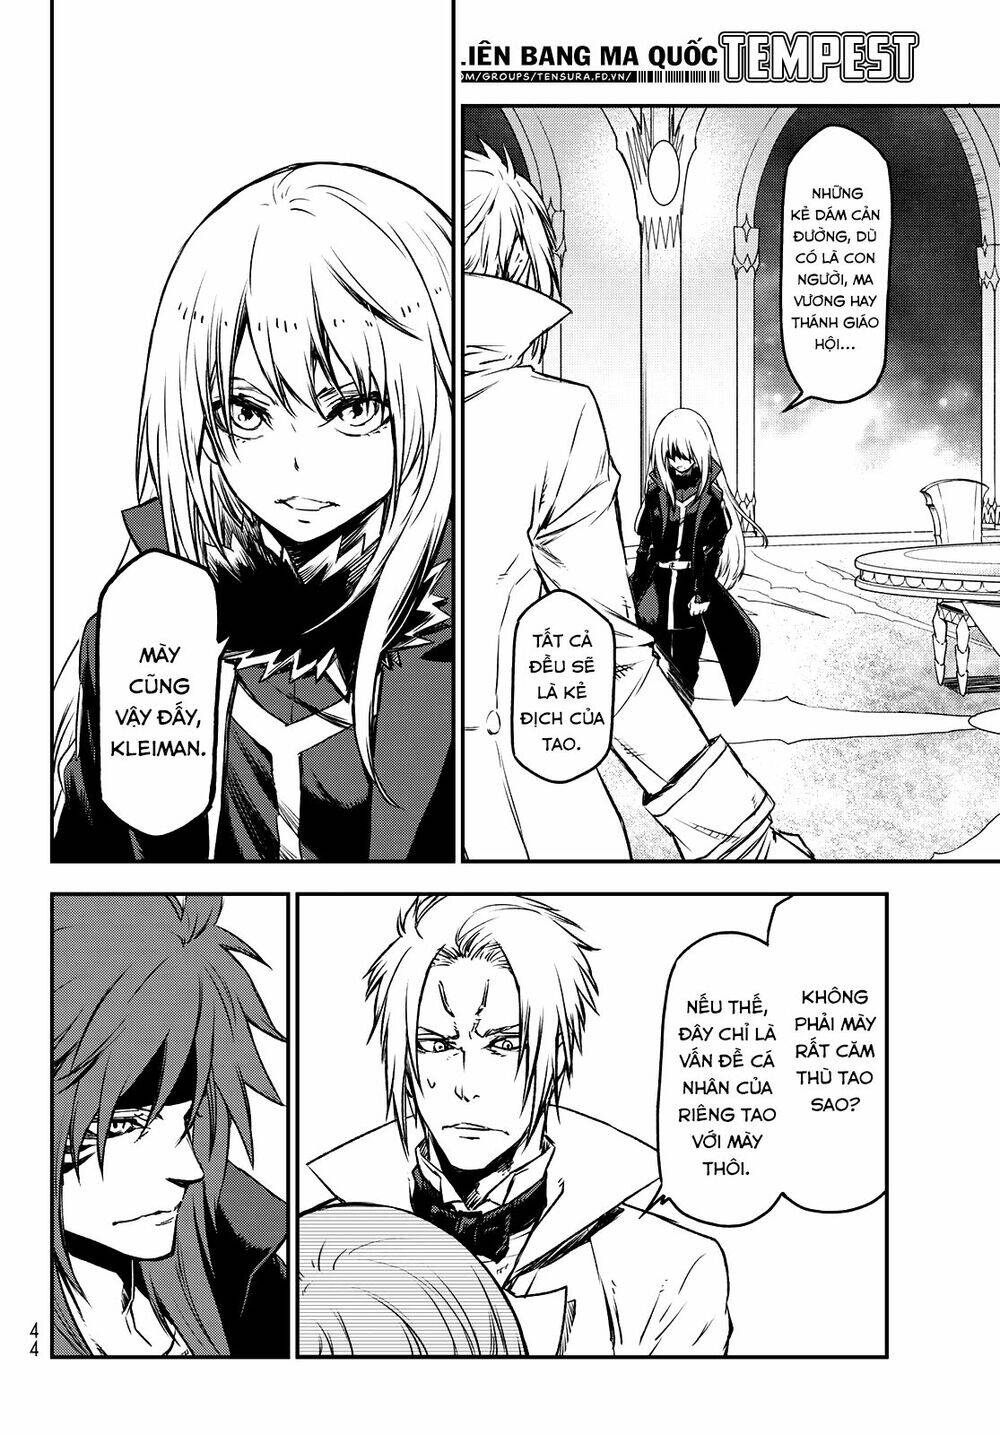 LIÊN BANG MA QUỐC TEMPEST
COM/GROUPS/TENSURA.FD.VN/
NHỮNG
KẺ DÁM CẢN
ĐƯỜNG, DÙ
CÓ LÀ CON
NGƯỜI, MA
VƯƠNG HAY
THÁNH GIÁO
HỘI...
TẤT CẢ
ĐỀU SẼ
LÀ KẺ
ĐỊCH CỦA
TAO.
MÀY
CŨNG
VẬY ĐẤY,
KLEIMAN.
KHÔNG
PHẢI MÀY
RẤT CĂM
THÙ TAO
SAO?
NẾU THẾ,
ĐÂY CHỈ LÀ
VẤN ĐỀ CÁ
NHÂN CỦA
RIÊNG TAO
VỚI MÀY
THÔI.
44